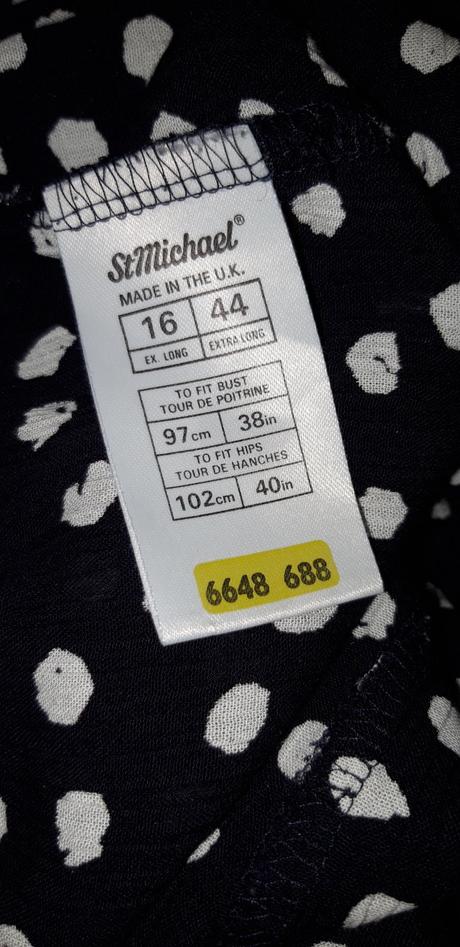 StMichael®
MADE IN THE U.K.
16 44
EX. LONG EXTRA LONG
TO FIT BUST
TOUR DE POITRINE
97cm 38in
TO FIT HIPS
TOUR DE HANCHES
102cm 40in
6648 688